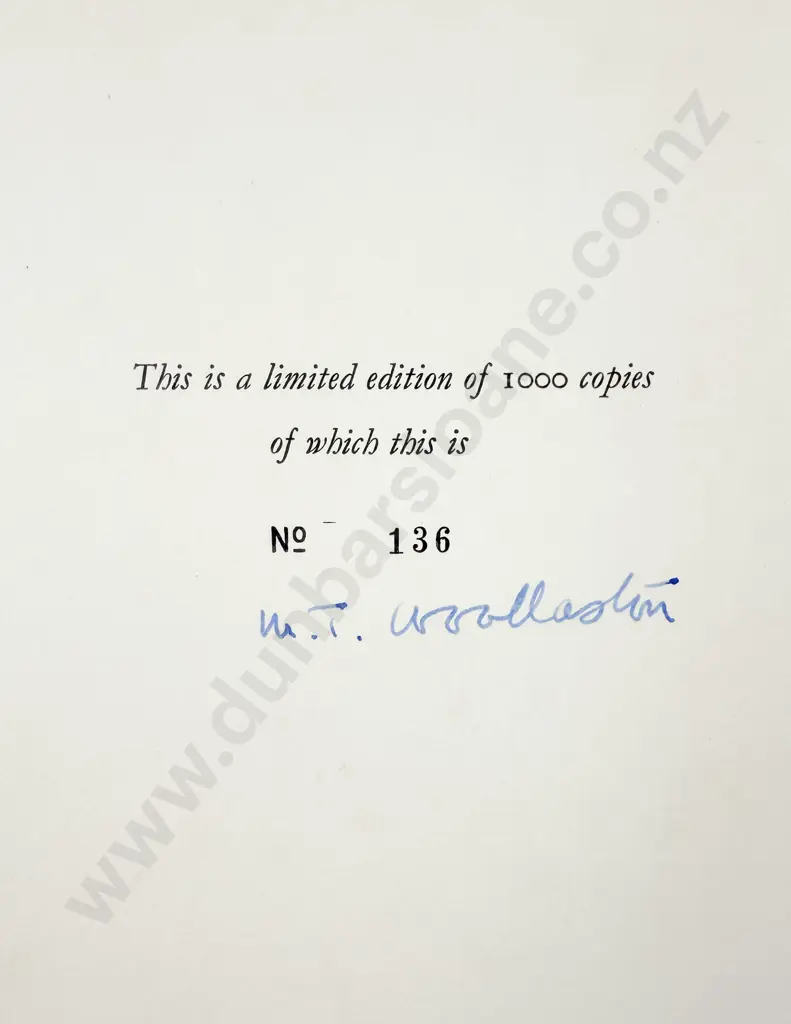 This is a limited edition of 1000 copies
of which this is
Nº 136
M.T. Woollaston
www.dunbarsloane.co.nz